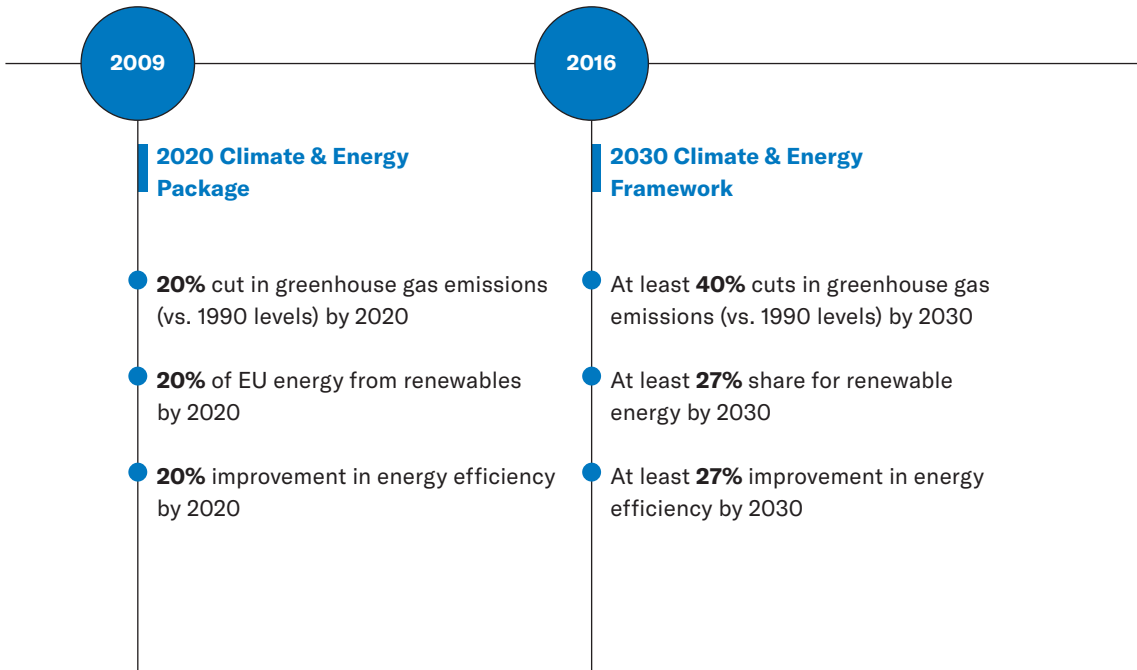 2009
2016
2020 Climate & Energy
Package
20% cut in greenhouse gas emissions
(vs. 1990 levels) by 2020
20% of EU energy from renewables
by 2020
20% improvement in energy efficiency
by 2020
2030 Climate & Energy
Framework
At least 40% cuts in greenhouse gas
emissions (vs. 1990 levels) by 2030
At least 27% share for renewable
energy by 2030
At least 27% improvement in energy
efficiency by 2030